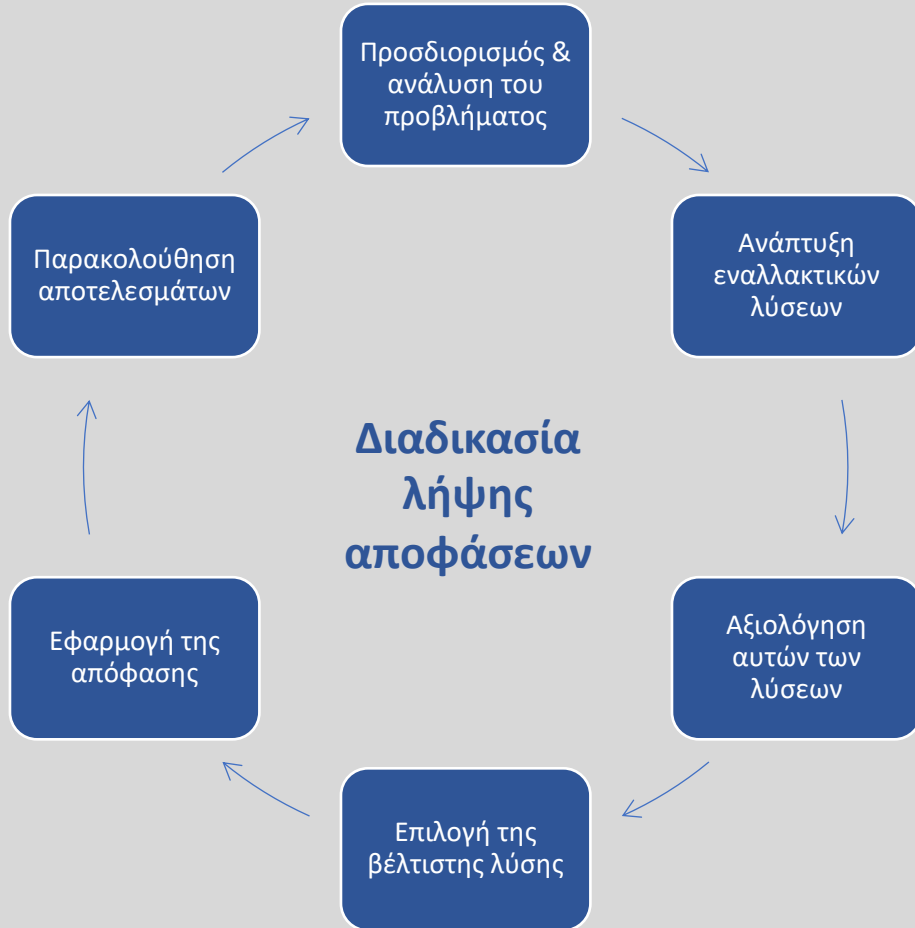 Προσδιορισμός &
ανάλυση του
προβλήματος
Ανάπτυξη
εναλλακτικών
λύσεων
Αξιολόγηση
αυτών των
λύσεων
Επιλογή της
βέλτιστης λύσης
Εφαρμογή της
απόφασης
Παρακολούθηση
αποτελεσμάτων
Διαδικασία
λήψης
αποφάσεων